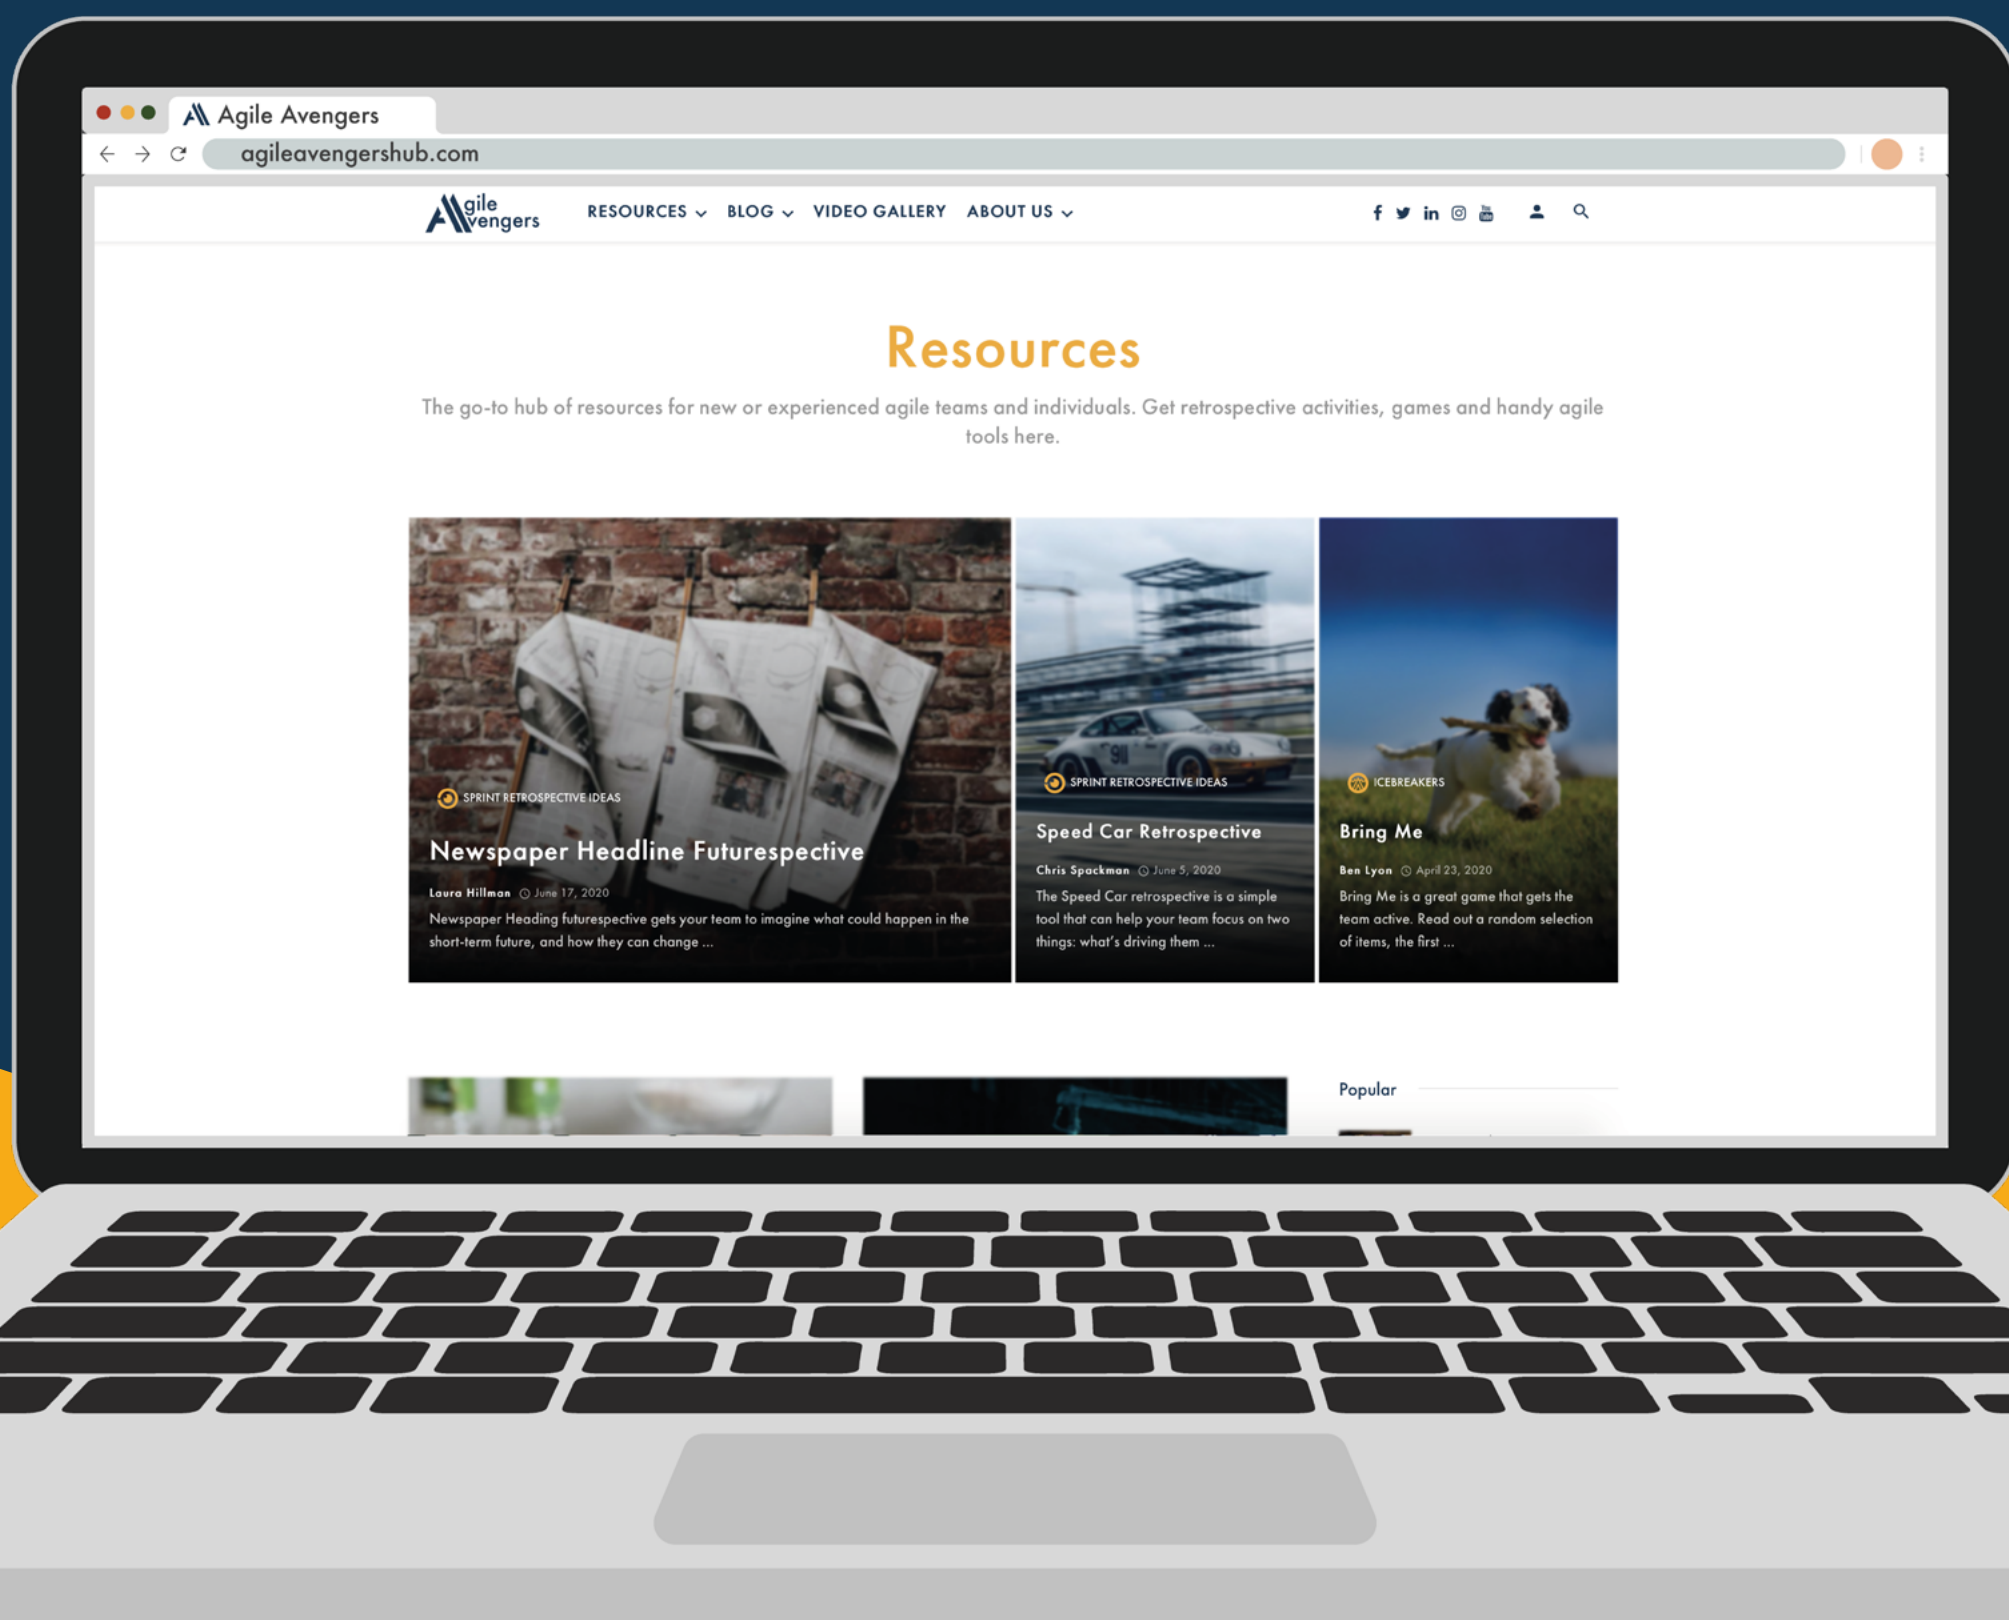 Agile Avengers
agileavengershub.com
Agile
Avengers
RESOURCES
BLOG
VIDEO GALLERY
ABOUT US
You
Tube
Resources
The go-to hub of resources for new or experienced agile teams and individuals. Get retrospective activities, games and handy agile
tools here.
SPRINT RETROSPECTIVE IDEAS
Newspaper Headline Futurespective
Laura Hillman June 17, 2020
Newspaper Heading futurespective gets your team to imagine what could happen in the
short-term future, and how they can change ...
911
SPRINT RETROSPECTIVE IDEAS
Speed Car Retrospective
Chris Spackman June 5, 2020
The Speed Car retrospective is a simple
tool that can help your team focus on two
things: what's driving them ...
ICEBREAKERS
Bring Me
Ben Lyon April 23, 2020
Bring Me is a great game that gets the
team active. Read out a random selection
of items, the first ...
Popular